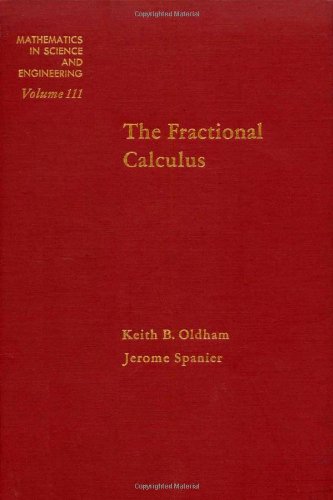 MATHEMATICS
IN SCIENCE
AND
ENGINEERING
Volume 111
The Fractional
Calculus
Keith B. Oldham
Jerome Spanier